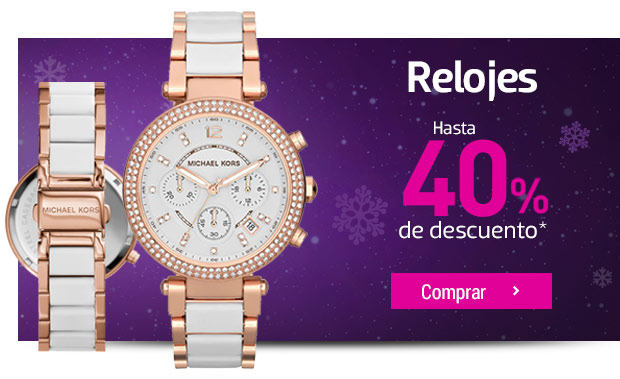 Relojes
Hasta
40%
de descuento*
Comprar
MICHAEL KORS
MICHAEL KORS